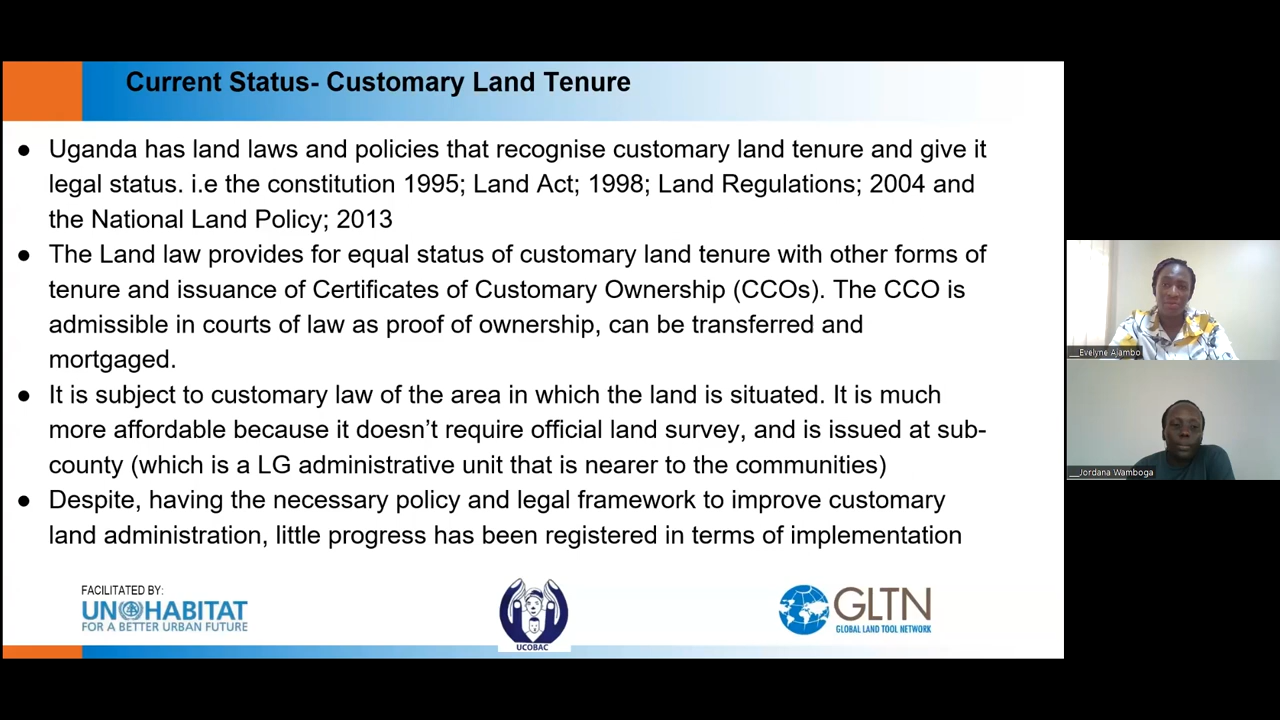 Current Status- Customary Land Tenure
● Uganda has land laws and policies that recognise customary land tenure and give it
legal status. i.e the constitution 1995; Land Act; 1998; Land Regulations; 2004 and
the National Land Policy; 2013
● The Land law provides for equal status of customary land tenure with other forms of
tenure and issuance of Certificates of Customary Ownership (CCOs). The CCO is
admissible in courts of law as proof of ownership, can be transferred and
mortgaged.
● It is subject to customary law of the area in which the land is situated. It is much
more affordable because it doesn’t require official land survey, and is issued at sub-
county (which is a LG administrative unit that is nearer to the communities)
● Despite, having the necessary policy and legal framework to improve customary
land administration, little progress has been registered in terms of implementation
FACILITATED BY:
UN HABITAT
FOR A BETTER URBAN FUTURE
UCOBAC
GLTN
GLOBAL LAND TOOL NETWORK
__Evelyne Ajambo
__Jordana Wamboga